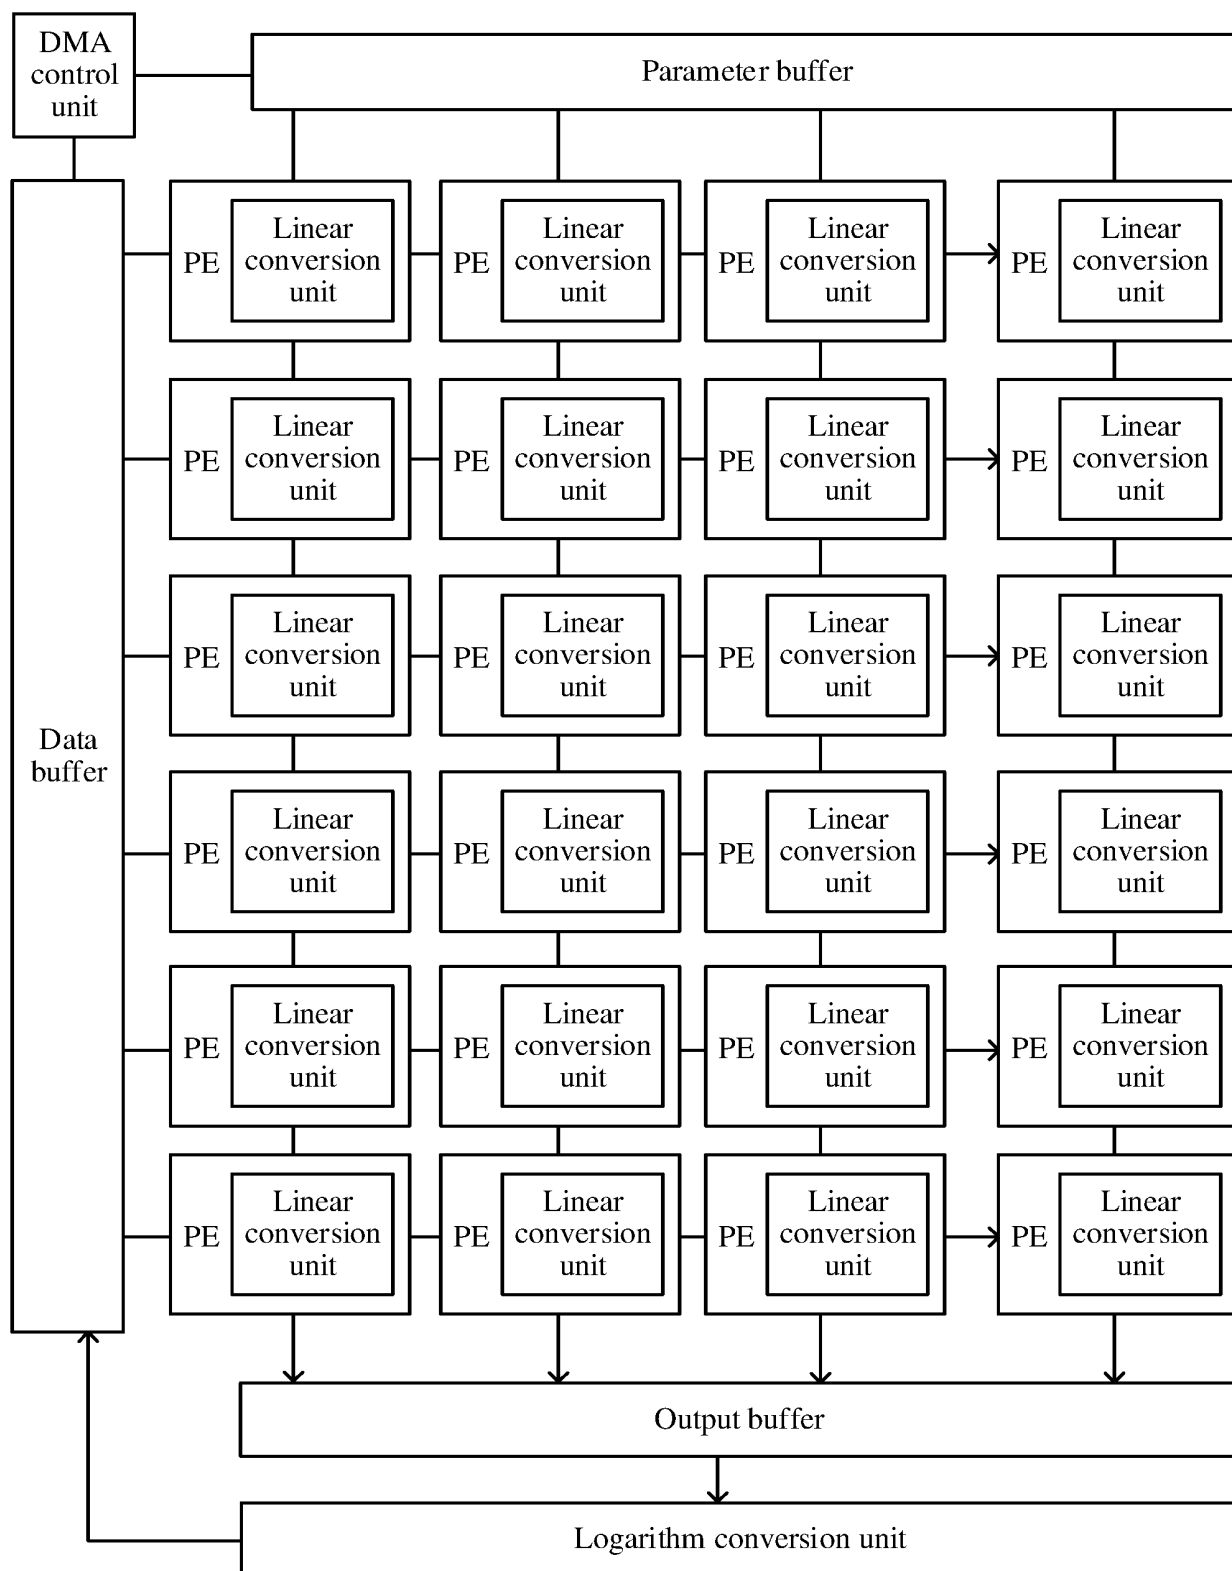 DMA
control
unit
Parameter buffer
Data
buffer
PE
Linear
conversion
unit
PE
Linear
conversion
unit
PE
Linear
conversion
unit
PE
Linear
conversion
unit
PE
Linear
conversion
unit
PE
Linear
conversion
unit
PE
Linear
conversion
unit
PE
Linear
conversion
unit
PE
Linear
conversion
unit
PE
Linear
conversion
unit
PE
Linear
conversion
unit
PE
Linear
conversion
unit
PE
Linear
conversion
unit
PE
Linear
conversion
unit
PE
Linear
conversion
unit
PE
Linear
conversion
unit
PE
Linear
conversion
unit
PE
Linear
conversion
unit
PE
Linear
conversion
unit
PE
Linear
conversion
unit
PE
Linear
conversion
unit
PE
Linear
conversion
unit
PE
Linear
conversion
unit
PE
Linear
conversion
unit
Output buffer
Logarithm conversion unit